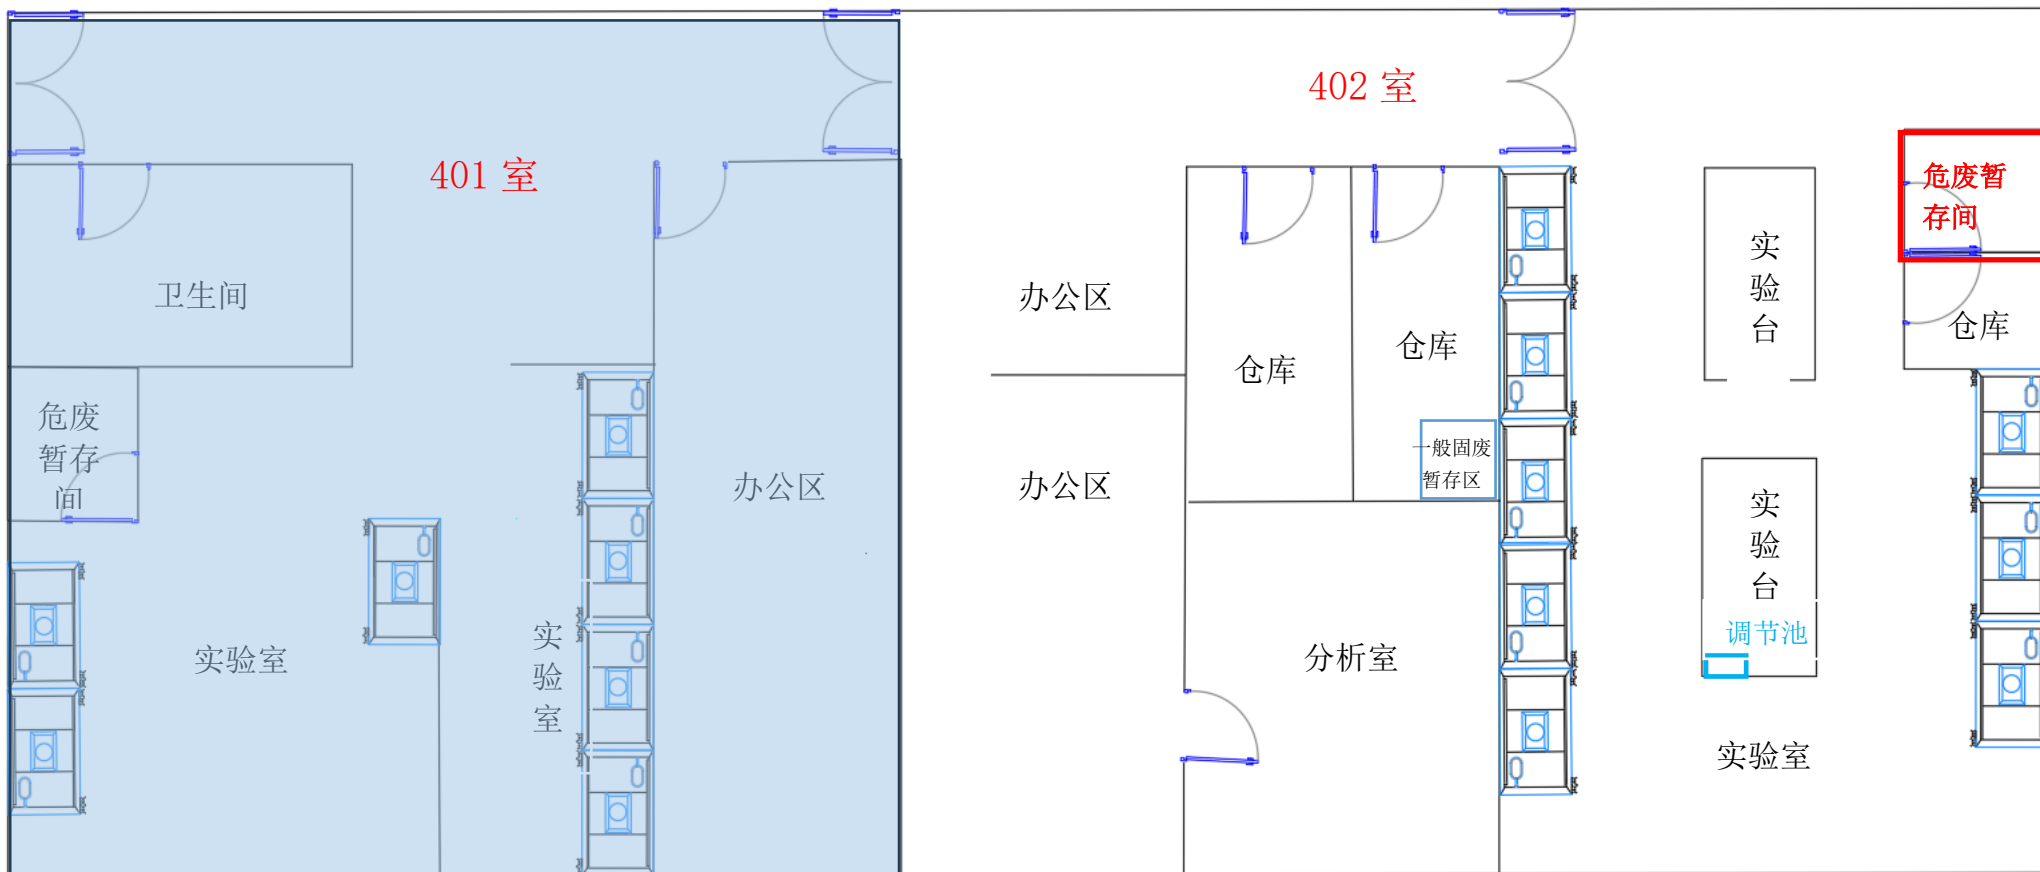 401 室
卫生间
危废
暂存
间
实验室
实
验
室
办公区
402 室
办公区
办公区
仓库
仓库
一般固废
暂存区
分析室
实
验
台
实
验
台
调节池
实验室
危废暂
存间
仓库